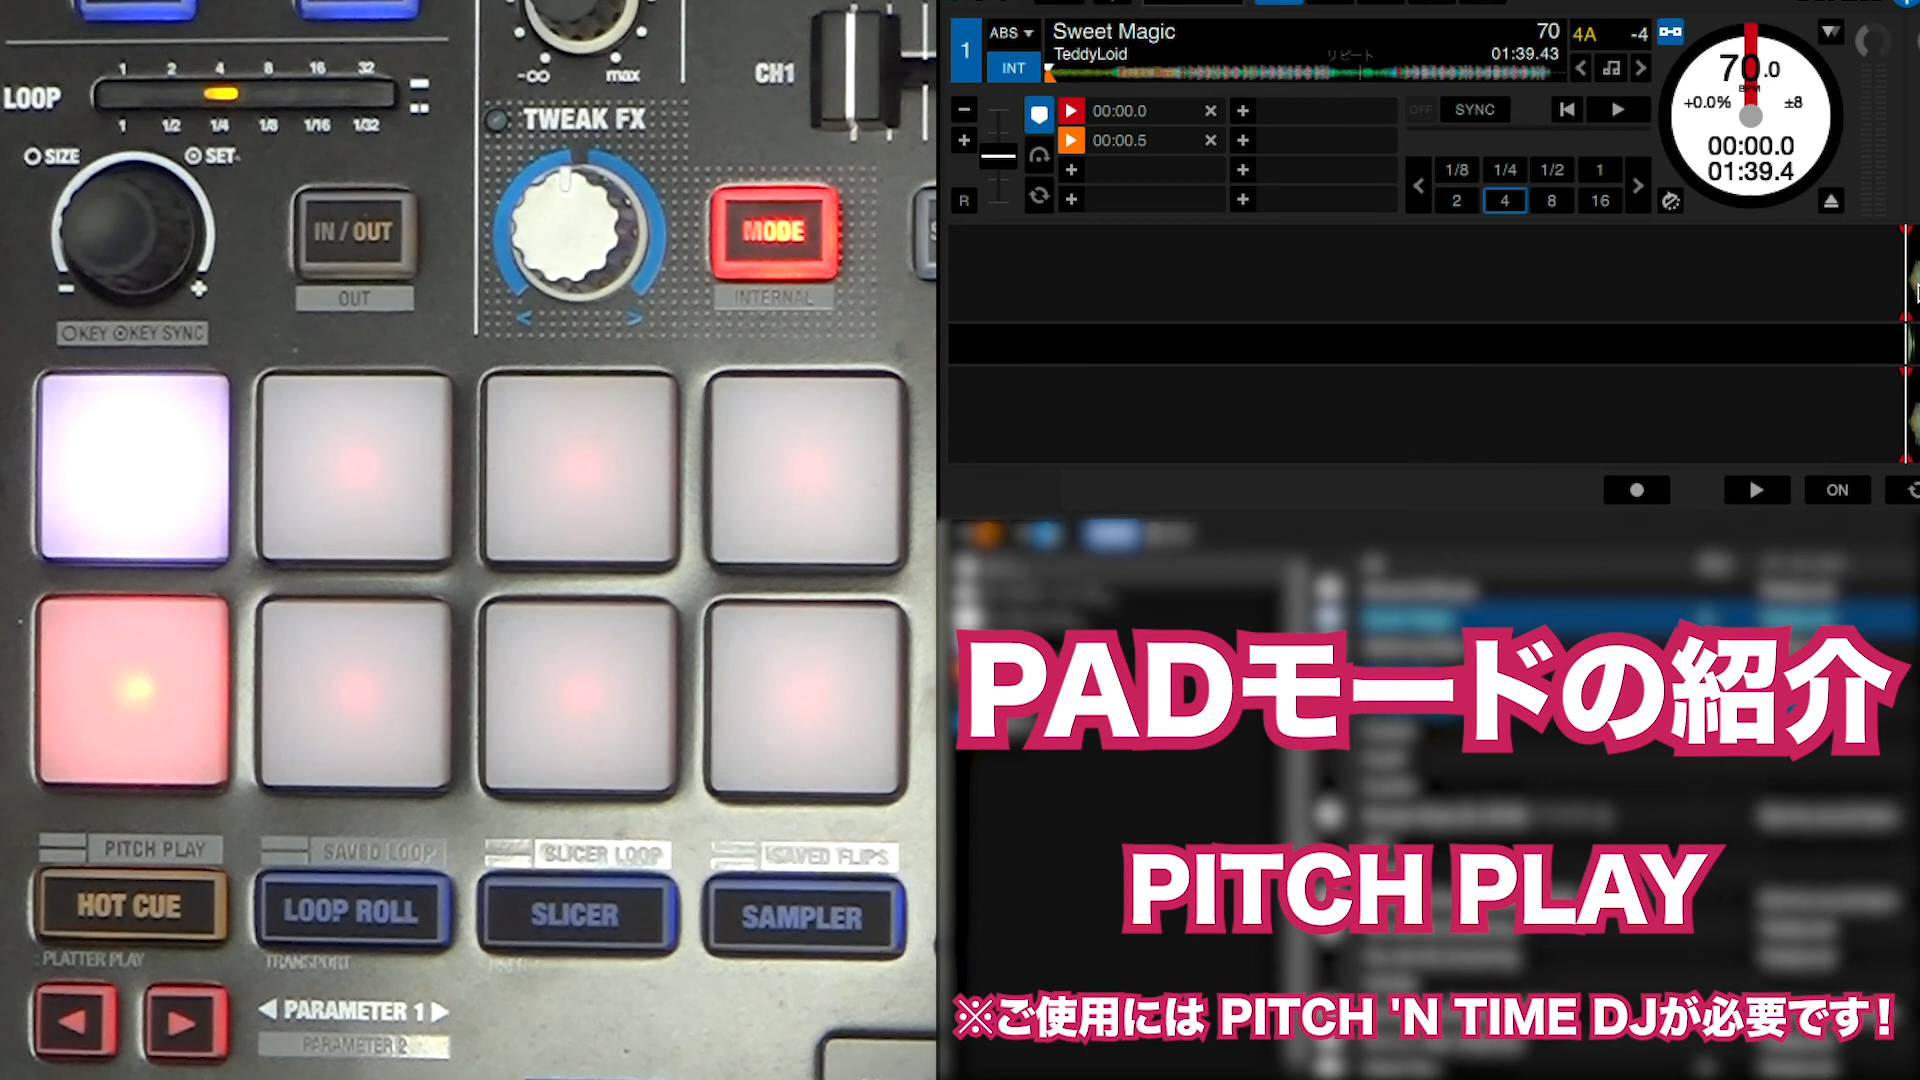 1 2 4 8 16 32
LOOP
1 1/2 1/4 1/8 1/16 1/32
SIZE SET
IN / OUT
OUT
KEY KEY SYNC
-∞ max
CH1
TWEAK FX
MODE
INTERNAL
< >
PITCH PLAY SAVED LOOP SLICER LOOP SAVED FLIPS
HOT CUE LOOP ROLL SLICER SAMPLER
PLATTER PLAY TRANSPORT
PARAMETER 1
PARAMETER 2
1 ABS Sweet Magic 70 4A -4
INT TeddyLoid リピート 01:39.43
00:00.0
00:00.5
R
OFF SYNC
1/8 1/4 1/2 1
2 4 8 16
70.0
BPM
+0.0% ±8
00:00.0
01:39.4
ON
PADモードの紹介
PITCH PLAY
※ご使用には PITCH 'N TIME DJが必要です!